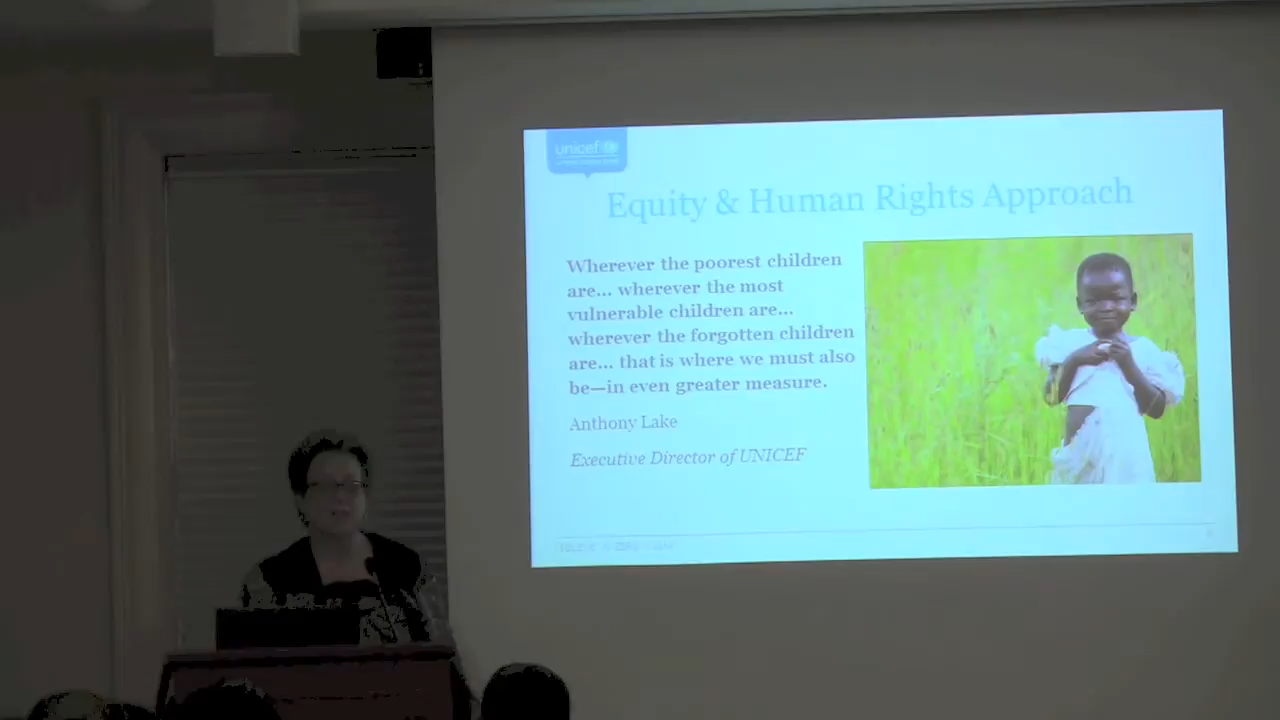 unicef
Equity & Human Rights Approach
Wherever the poorest children
are... wherever the most
vulnerable children are...
wherever the forgotten children
are... that is where we must also
be—in even greater measure.
Anthony Lake
Executive Director of UNICEF